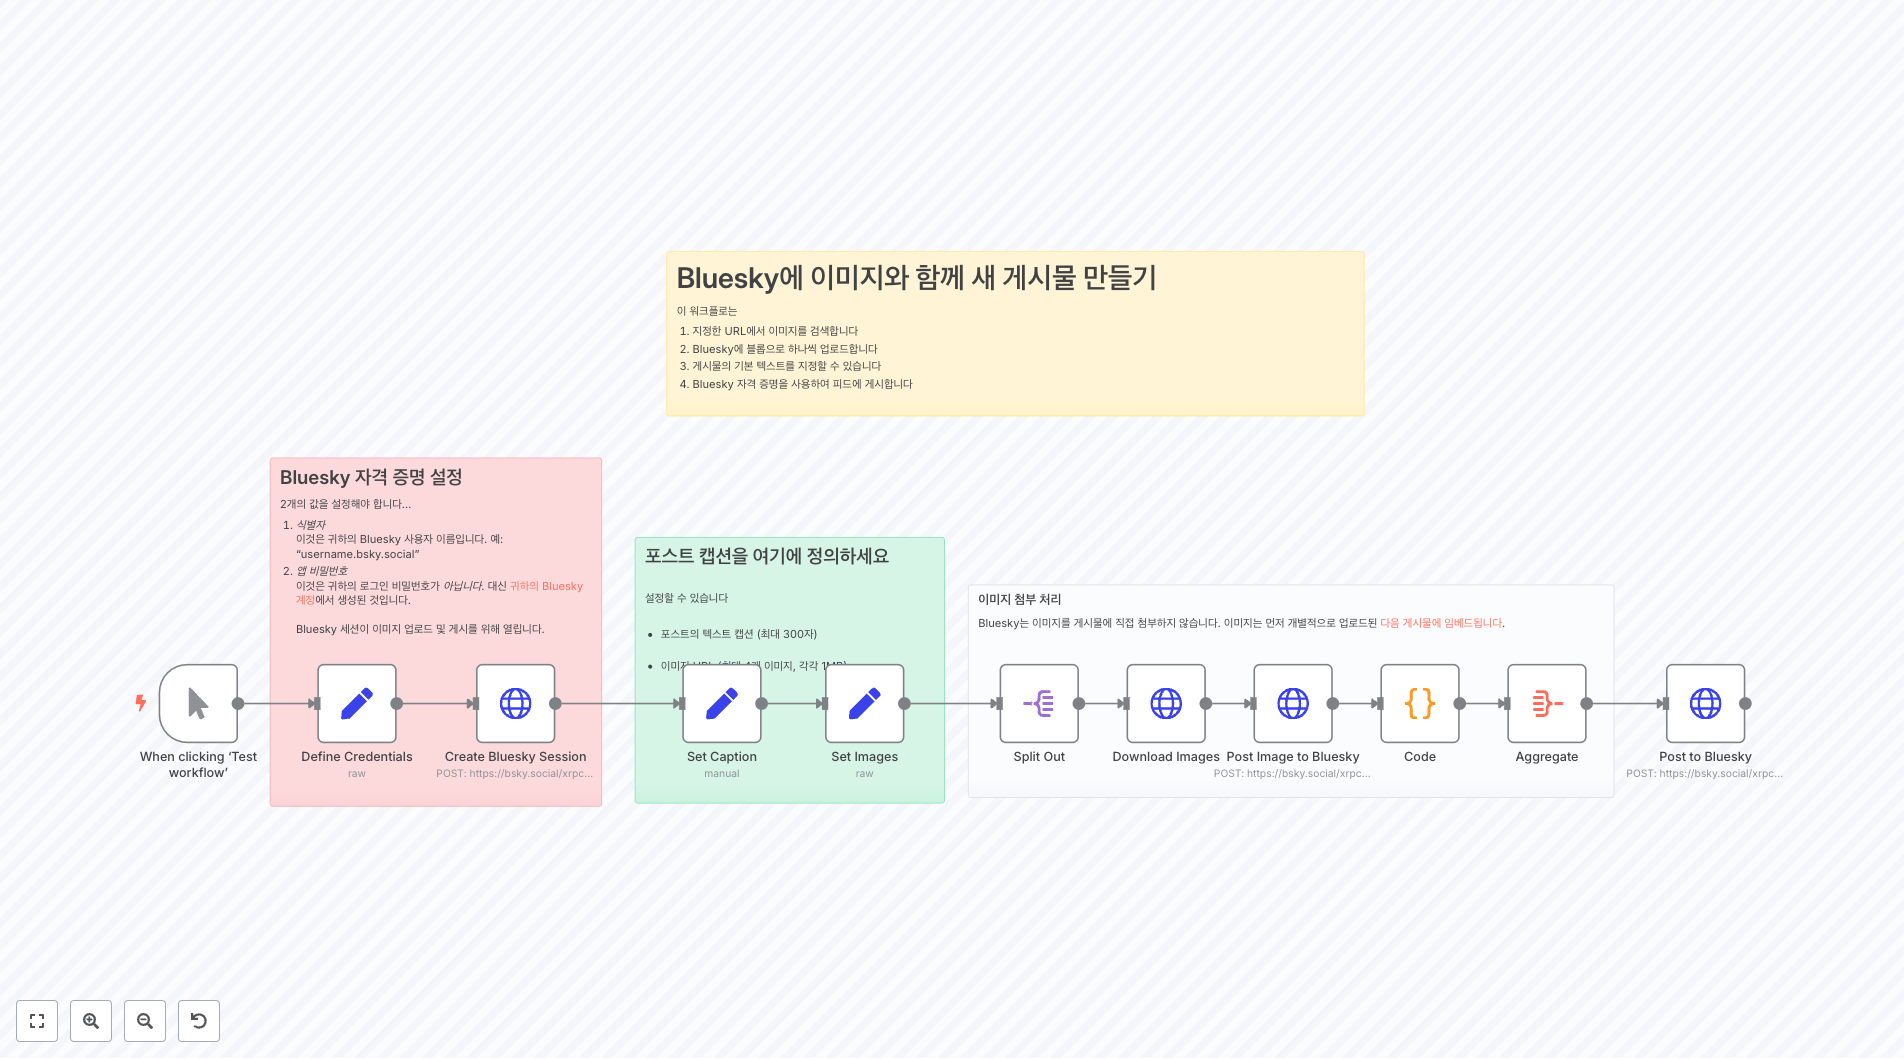 Bluesky에 이미지와 함께 새 게시물 만들기
이 워크플로는
1. 지정한 URL에서 이미지를 검색합니다
2. Bluesky에 블롭으로 하나씩 업로드합니다
3. 게시물의 기본 텍스트를 지정할 수 있습니다
4. Bluesky 자격 증명을 사용하여 피드에 게시합니다
Bluesky 자격 증명 설정
2개의 값을 설정해야 합니다...
1. 식별자
이것은 귀하의 Bluesky 사용자 이름입니다. 예:
“username.bsky.social”
2. 앱 비밀번호
이것은 귀하의 로그인 비밀번호가 아닙니다. 대신 귀하의 Bluesky
계정에서 생성된 것입니다.
Bluesky 세션이 이미지 업로드 및 게시를 위해 열립니다.
포스트 캡션을 여기에 정의하세요
설정할 수 있습니다
• 포스트의 텍스트 캡션 (최대 300자)
• 이미지 URL (최대 4개 이미지, 각각 1MB)
이미지 첨부 처리
Bluesky는 이미지를 게시물에 직접 첨부하지 않습니다. 이미지는 먼저 개별적으로 업로드된 다음 게시물에 임베드됩니다.
When clicking ‘Test
workflow’
Define Credentials
raw
Create Bluesky Session
POST: https://bsky.social/xrpc...
Set Caption
manual
Set Images
raw
Split Out
Download Images
Post Image to Bluesky
POST: https://bsky.social/xrpc...
Code
Aggregate
Post to Bluesky
POST: https://bsky.social/xrpc...